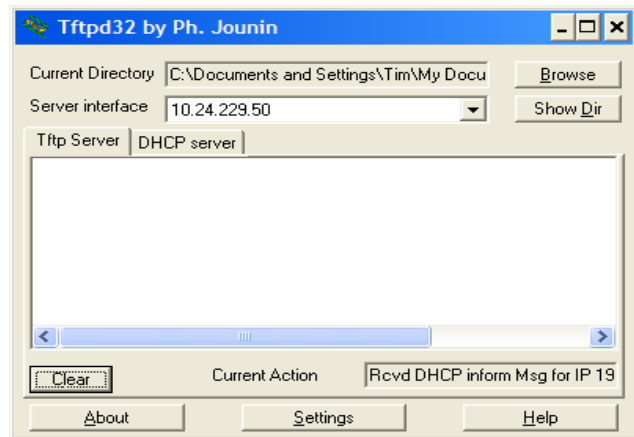 Tftpd32 by Ph. Jounin
Current Directory C:\Documents and Settings\Tim\My Docu Browse
Server interface 10.24.229.50 Show Dir
Tftp Server DHCP server
Clear Current Action Rcvd DHCP inform Msg for IP 19
About Settings Help